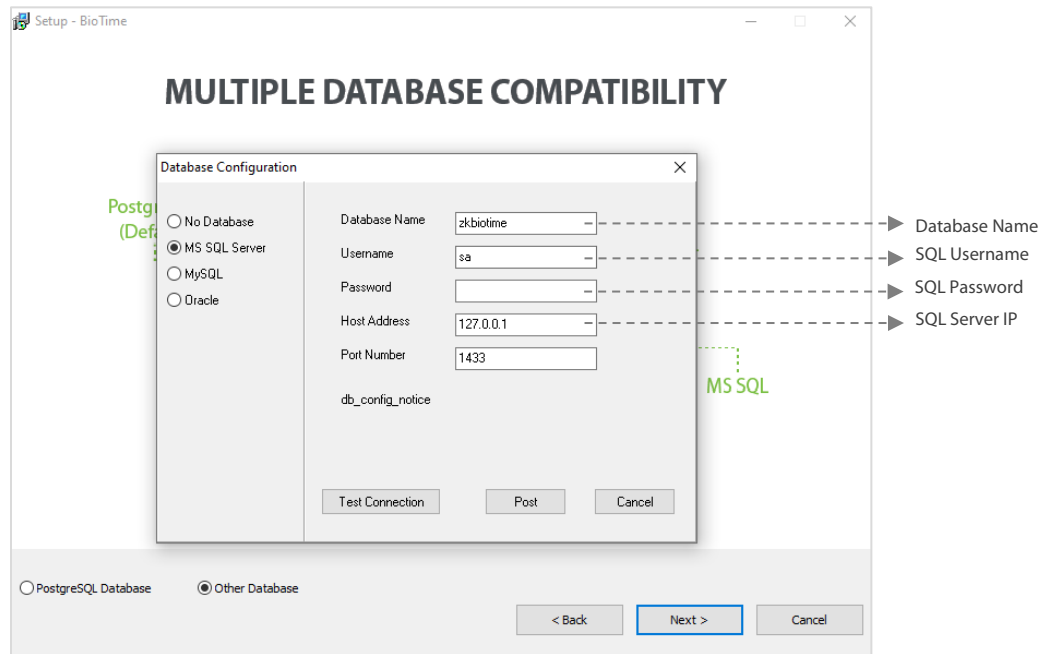 Setup - BioTime
MULTIPLE DATABASE COMPATIBILITY
Database Configuration
No Database
MS SQL Server
MySQL
Oracle
Database Name
zkbiotime
Username
sa
Password
Host Address
127.0.0.1
Port Number
1433
db_config_notice
Test Connection
Post
Cancel
Postg
(Def
MS SQL
Database Name
SQL Username
SQL Password
SQL Server IP
PostgreSQL Database
Other Database
< Back
Next >
Cancel